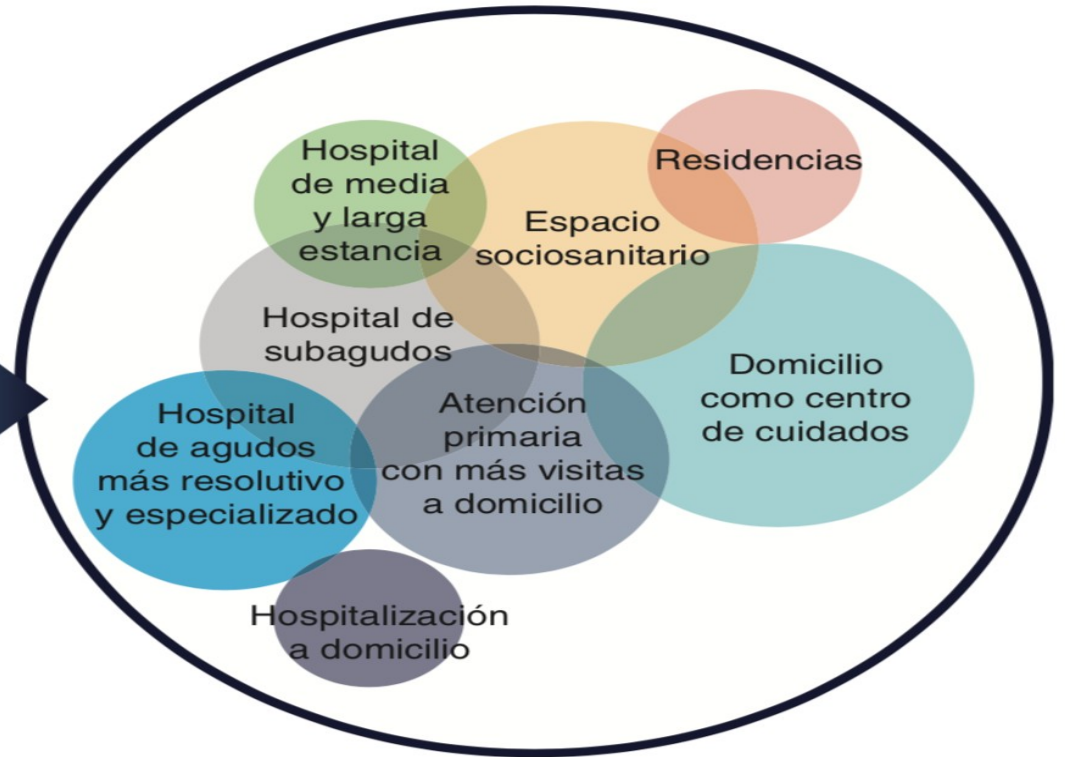 Hospital
de media
y larga
estancia
Espacio
sociosanitario
Residencias
Hospital de
subagudos
Domicilio
como centro
de cuidados
Hospital
de agudos
más resolutivo
y especializado
Atención
primaria
con más visitas
a domicilio
Hospitalización
a domicilio